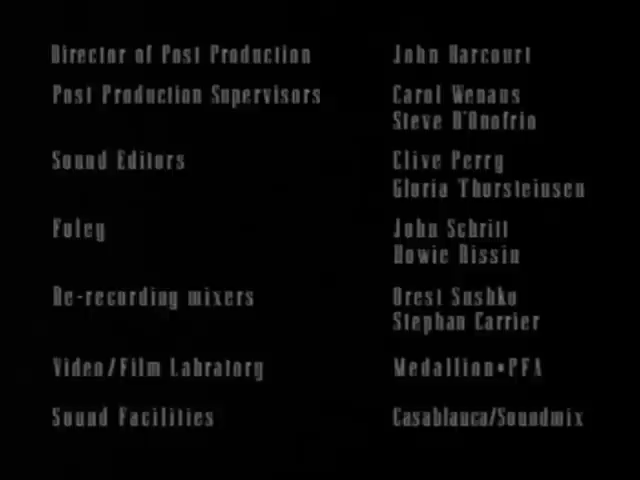 Director of Post Production John Harcourt
Post Production Supervisors Carol Wenaus
Steve D'Onofrio
Sound Editors Clive Perry
Gloria Thorsteinsen
Foley John Schrill
Howie Rissin
Re-recording mixers Orest Sushko
Stephan Carrier
Video/Film Labratory Medallion•PFA
Sound Facilities Casablanca/Soundmix